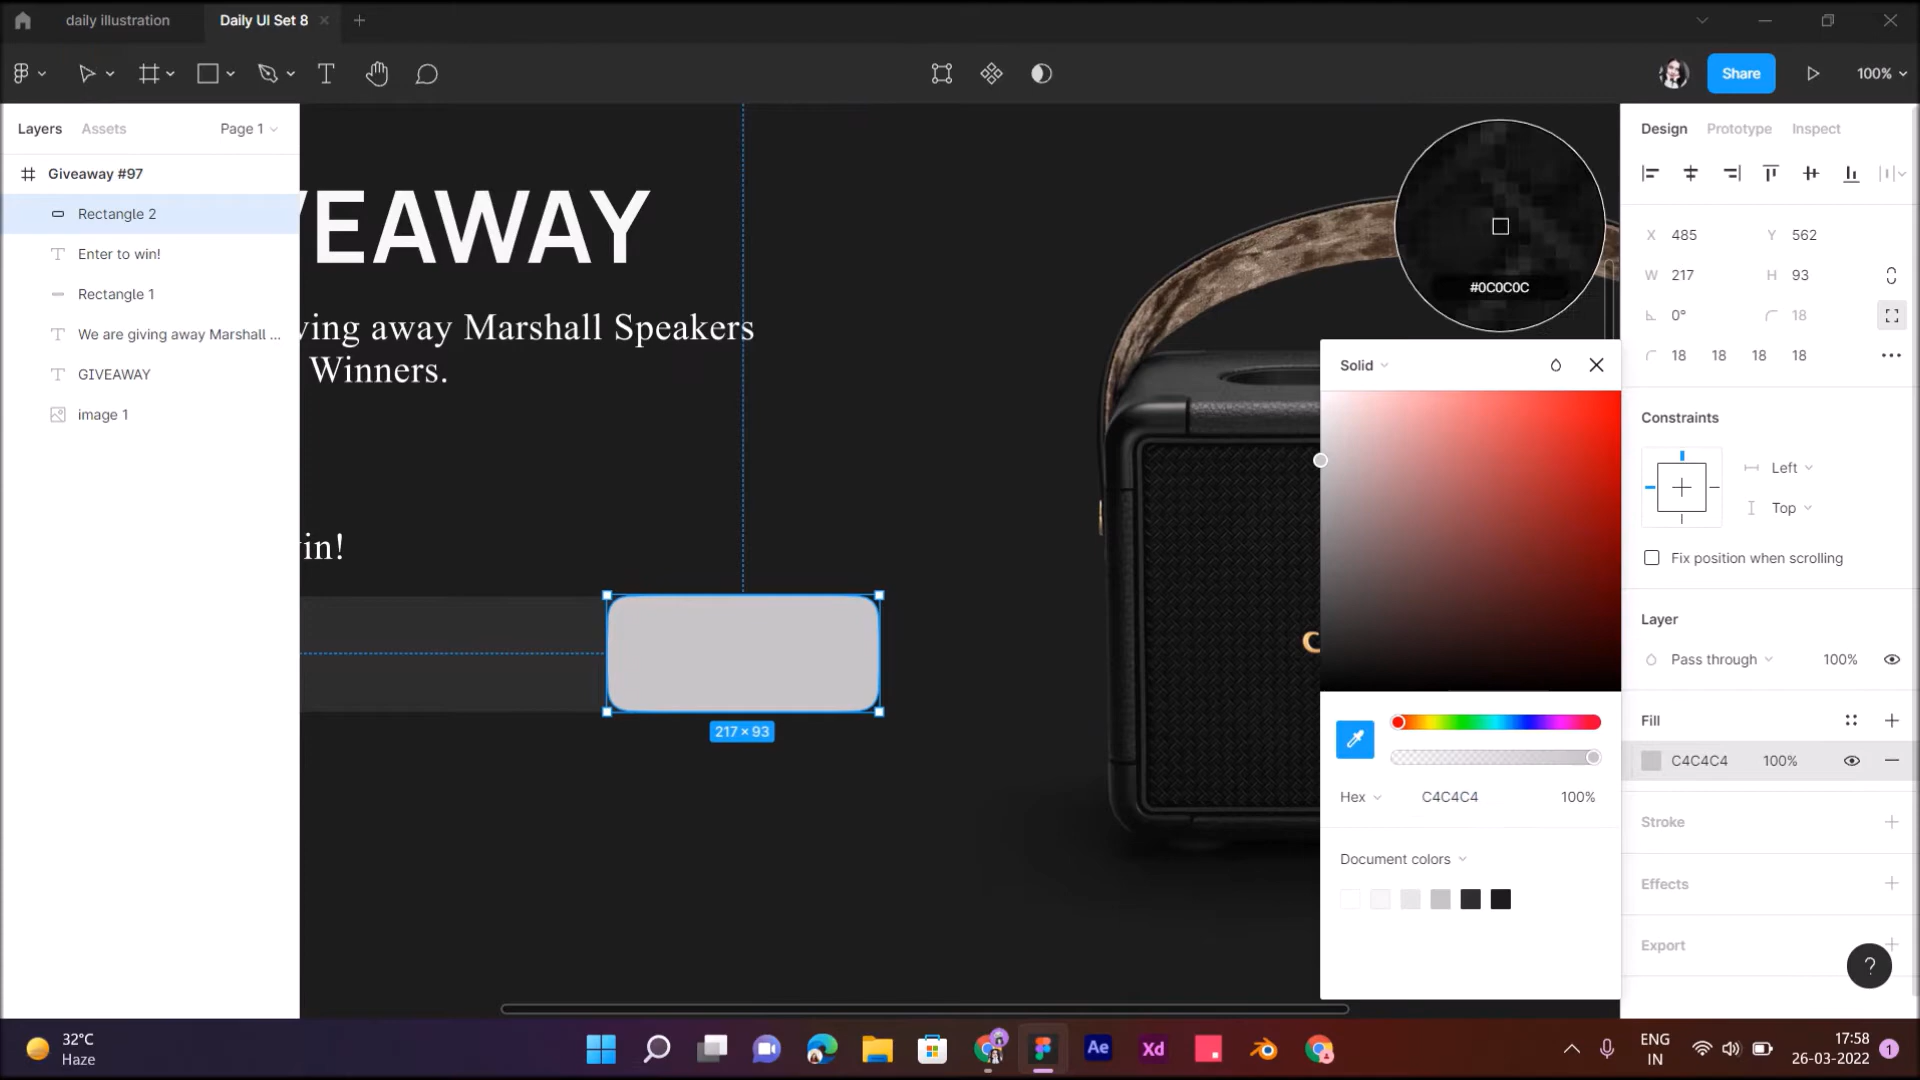 daily illustration
Daily UI Set 8
Share
100%
Layers
Assets
Page 1
Giveaway #97
Rectangle 2
Enter to win!
Rectangle 1
We are giving away Marshall ...
GIVEAWAY
image 1
VEAWAY
ving away Marshall Speakers
Winners.
in!
217 × 93
#0C0C0C
Solid
Hex
C4C4C4
100%
Document colors
Design
Prototype
Inspect
X 485
Y 562
W 217
H 93
0°
18
18 18 18 18
Constraints
Left
Top
Fix position when scrolling
Layer
Pass through
100%
Fill
C4C4C4
100%
Stroke
Effects
Export
?
32°C
Haze
Ae
Xd
ENG
IN
17:58
26-03-2022
1